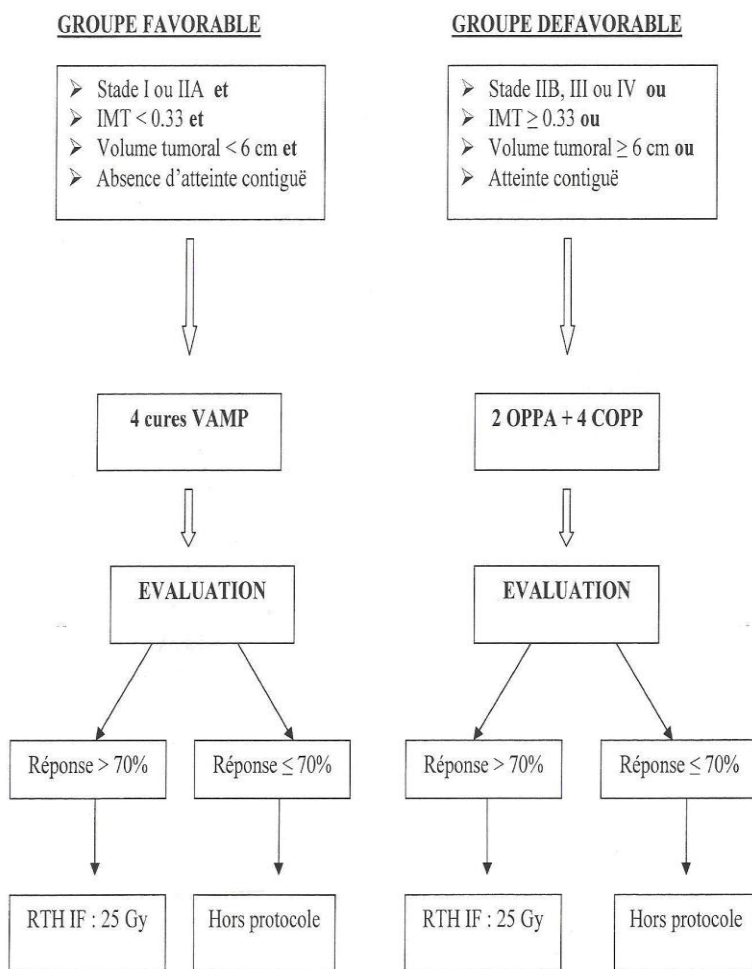 GROUPE FAVORABLE
➢ Stade I ou IIA et
➢ IMT < 0.33 et
➢ Volume tumoral < 6 cm et
➢ Absence d'atteinte contiguë
4 cures VAMP
EVALUATION
Réponse > 70%
Réponse ≤ 70%
RTH IF : 25 Gy
Hors protocole
GROUPE DEFAVORABLE
➢ Stade IIB, III ou IV ou
➢ IMT ≥ 0.33 ou
➢ Volume tumoral ≥ 6 cm ou
➢ Atteinte contiguë
2 OPPA + 4 COPP
EVALUATION
Réponse > 70%
Réponse ≤ 70%
RTH IF : 25 Gy
Hors protocole